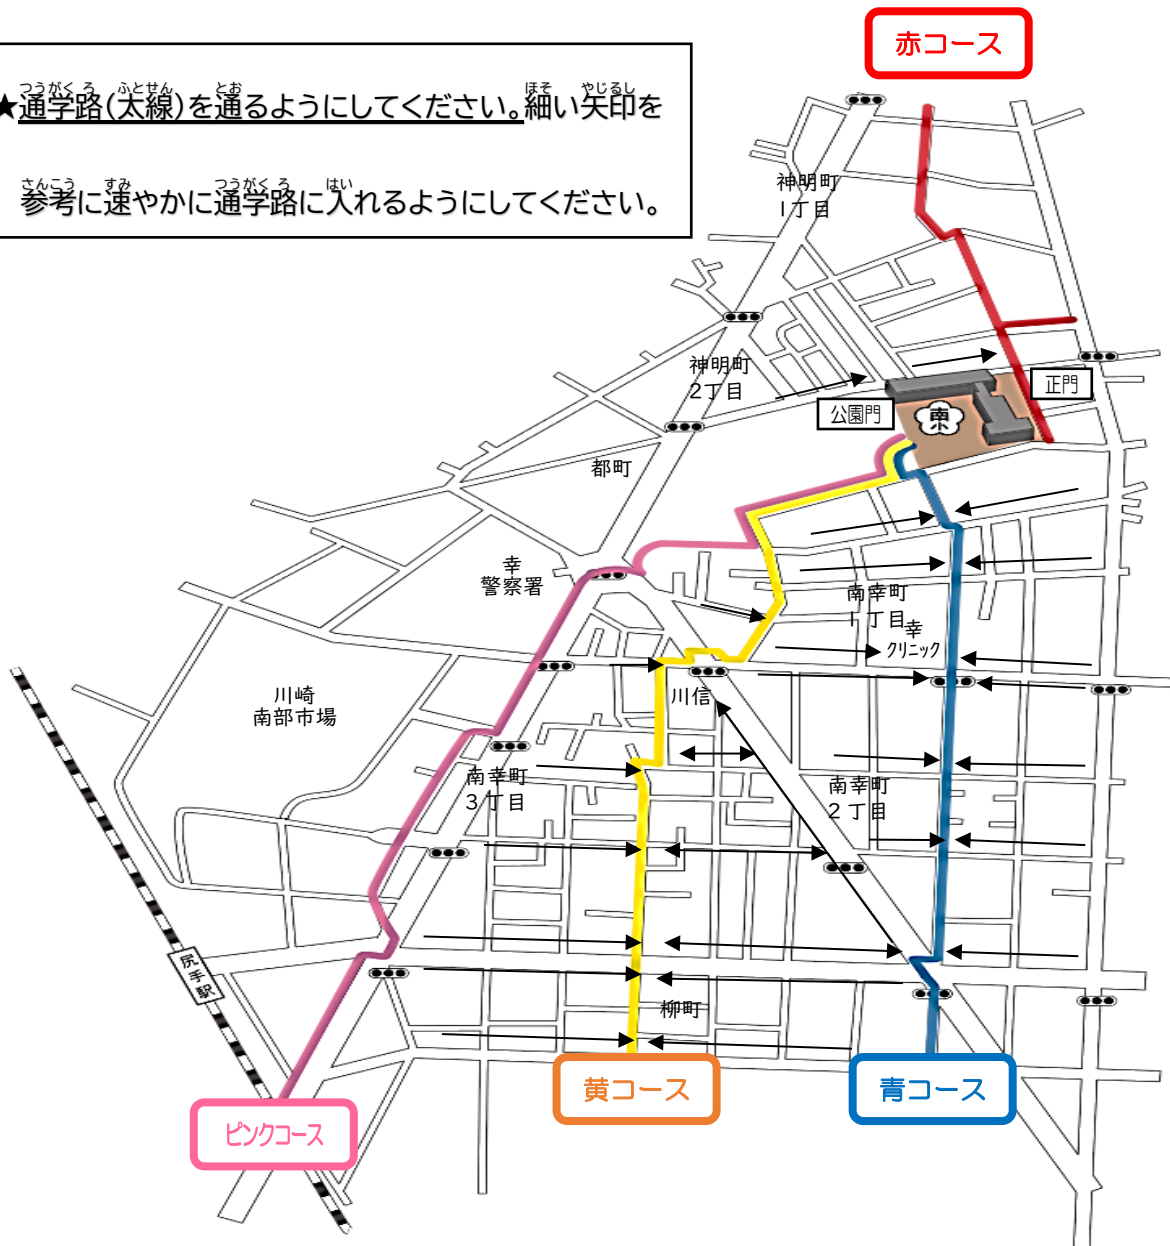 赤コース
★通学路(太線)を通るようにしてください。細い矢印を
つうがくろ ふとせん とお ほそ やじるし
参考に速やかに通学路に入れるようにしてください。
さんこう すみ つうがくろ はい
神明町
1丁目
神明町
2丁目
正門
公園門
南小
都町
幸
警察署
南幸町
1丁目
幸
クリニック
川崎
南部市場
川信
南幸町
3丁目
南幸町
2丁目
尻手駅
柳町
黄コース
青コース
ピンクコース